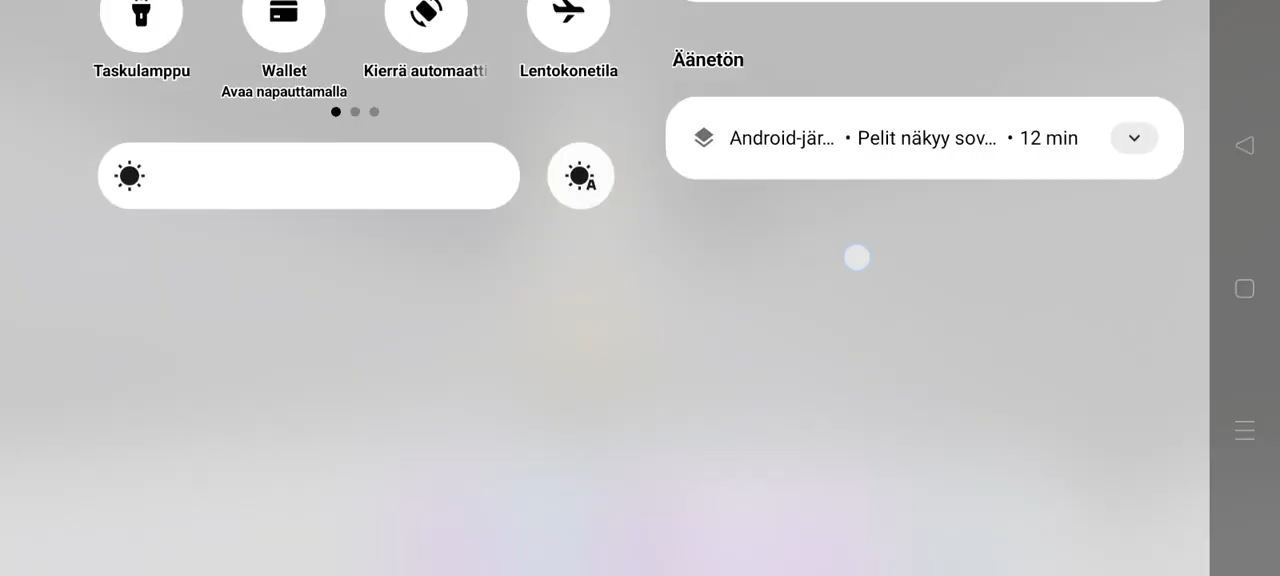 Taskulamppu
Wallet
Avaa napauttamalla
Kierrä automaatti
Lentokonetila
Äänetön
Android-jär... • Pelit näkyy sov... • 12 min